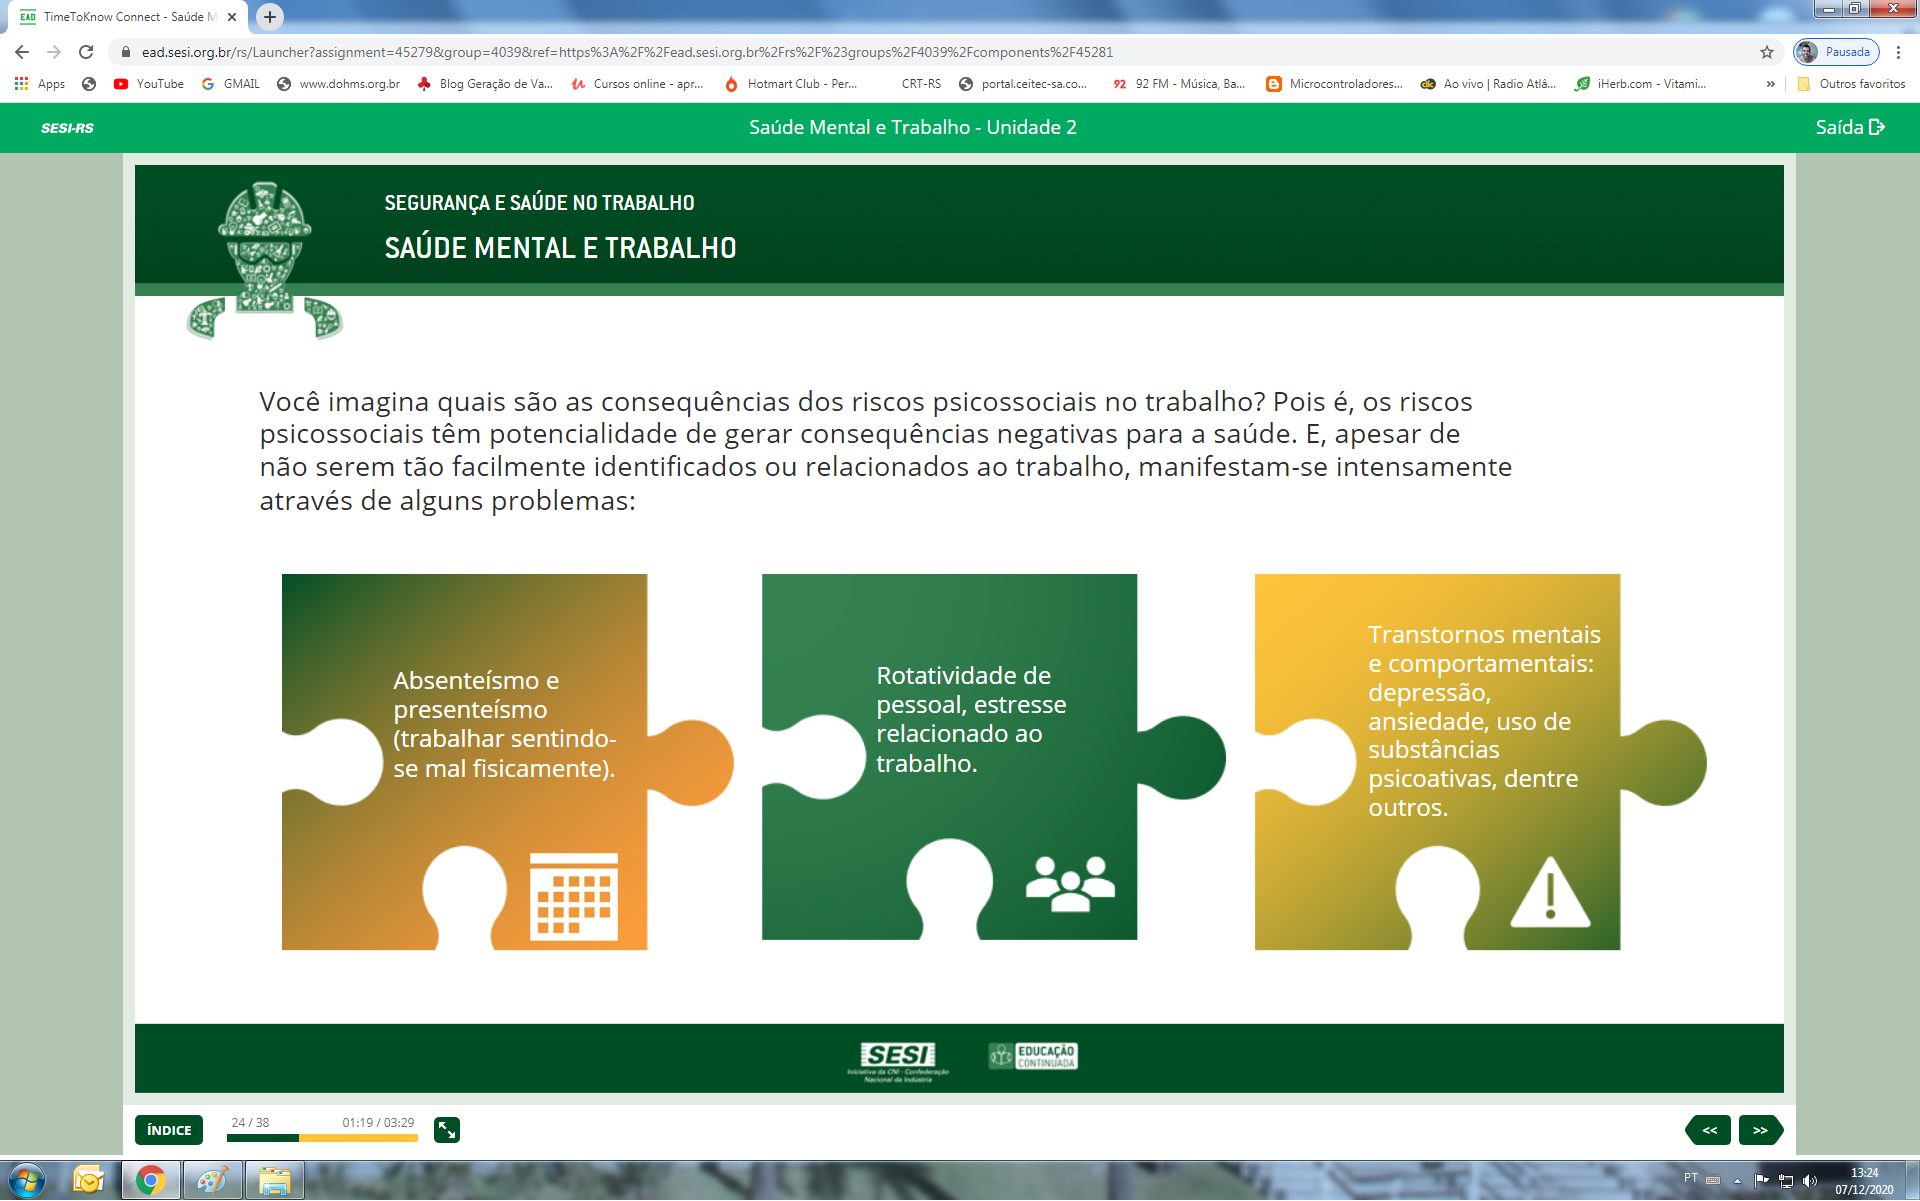 EAD TimeToKnow Connect - Saúde M
ead.sesi.org.br/rs/Launcher?assignment=45279&group=4039&ref=https%3A%2F%2Fead.sesi.org.br%2Frs%2F%23groups%2F4039%2Fcomponents%2F45281
Pausada
Apps YouTube GMAIL www.dohms.org.br Blog Geração de Va... Cursos online - apr... Hotmart Club - Per... CRT-RS portal.ceitec-sa.co... 92 92 FM - Música, Ba... Microcontroladores... Ao vivo | Radio Atlâ... iHerb.com - Vitami... » Outros favoritos
SESI-RS Saúde Mental e Trabalho - Unidade 2 Saída
SEGURANÇA E SAÚDE NO TRABALHO
SAÚDE MENTAL E TRABALHO
Você imagina quais são as consequências dos riscos psicossociais no trabalho? Pois é, os riscos
psicossociais têm potencialidade de gerar consequências negativas para a saúde. E, apesar de
não serem tão facilmente identificados ou relacionados ao trabalho, manifestam-se intensamente
através de alguns problemas:
Absenteísmo e
presenteísmo
(trabalhar sentindo-
se mal fisicamente).
Rotatividade de
pessoal, estresse
relacionado ao
trabalho.
Transtornos mentais
e comportamentais:
depressão,
ansiedade, uso de
substâncias
psicoativas, dentre
outros.
SESI
Iniciativa da CNI - Confederação
Nacional da Indústria
EDUCAÇÃO
CONTINUADA
ÍNDICE
24 / 38 01:19 / 03:29
<< >>
PT
13:24
07/12/2020